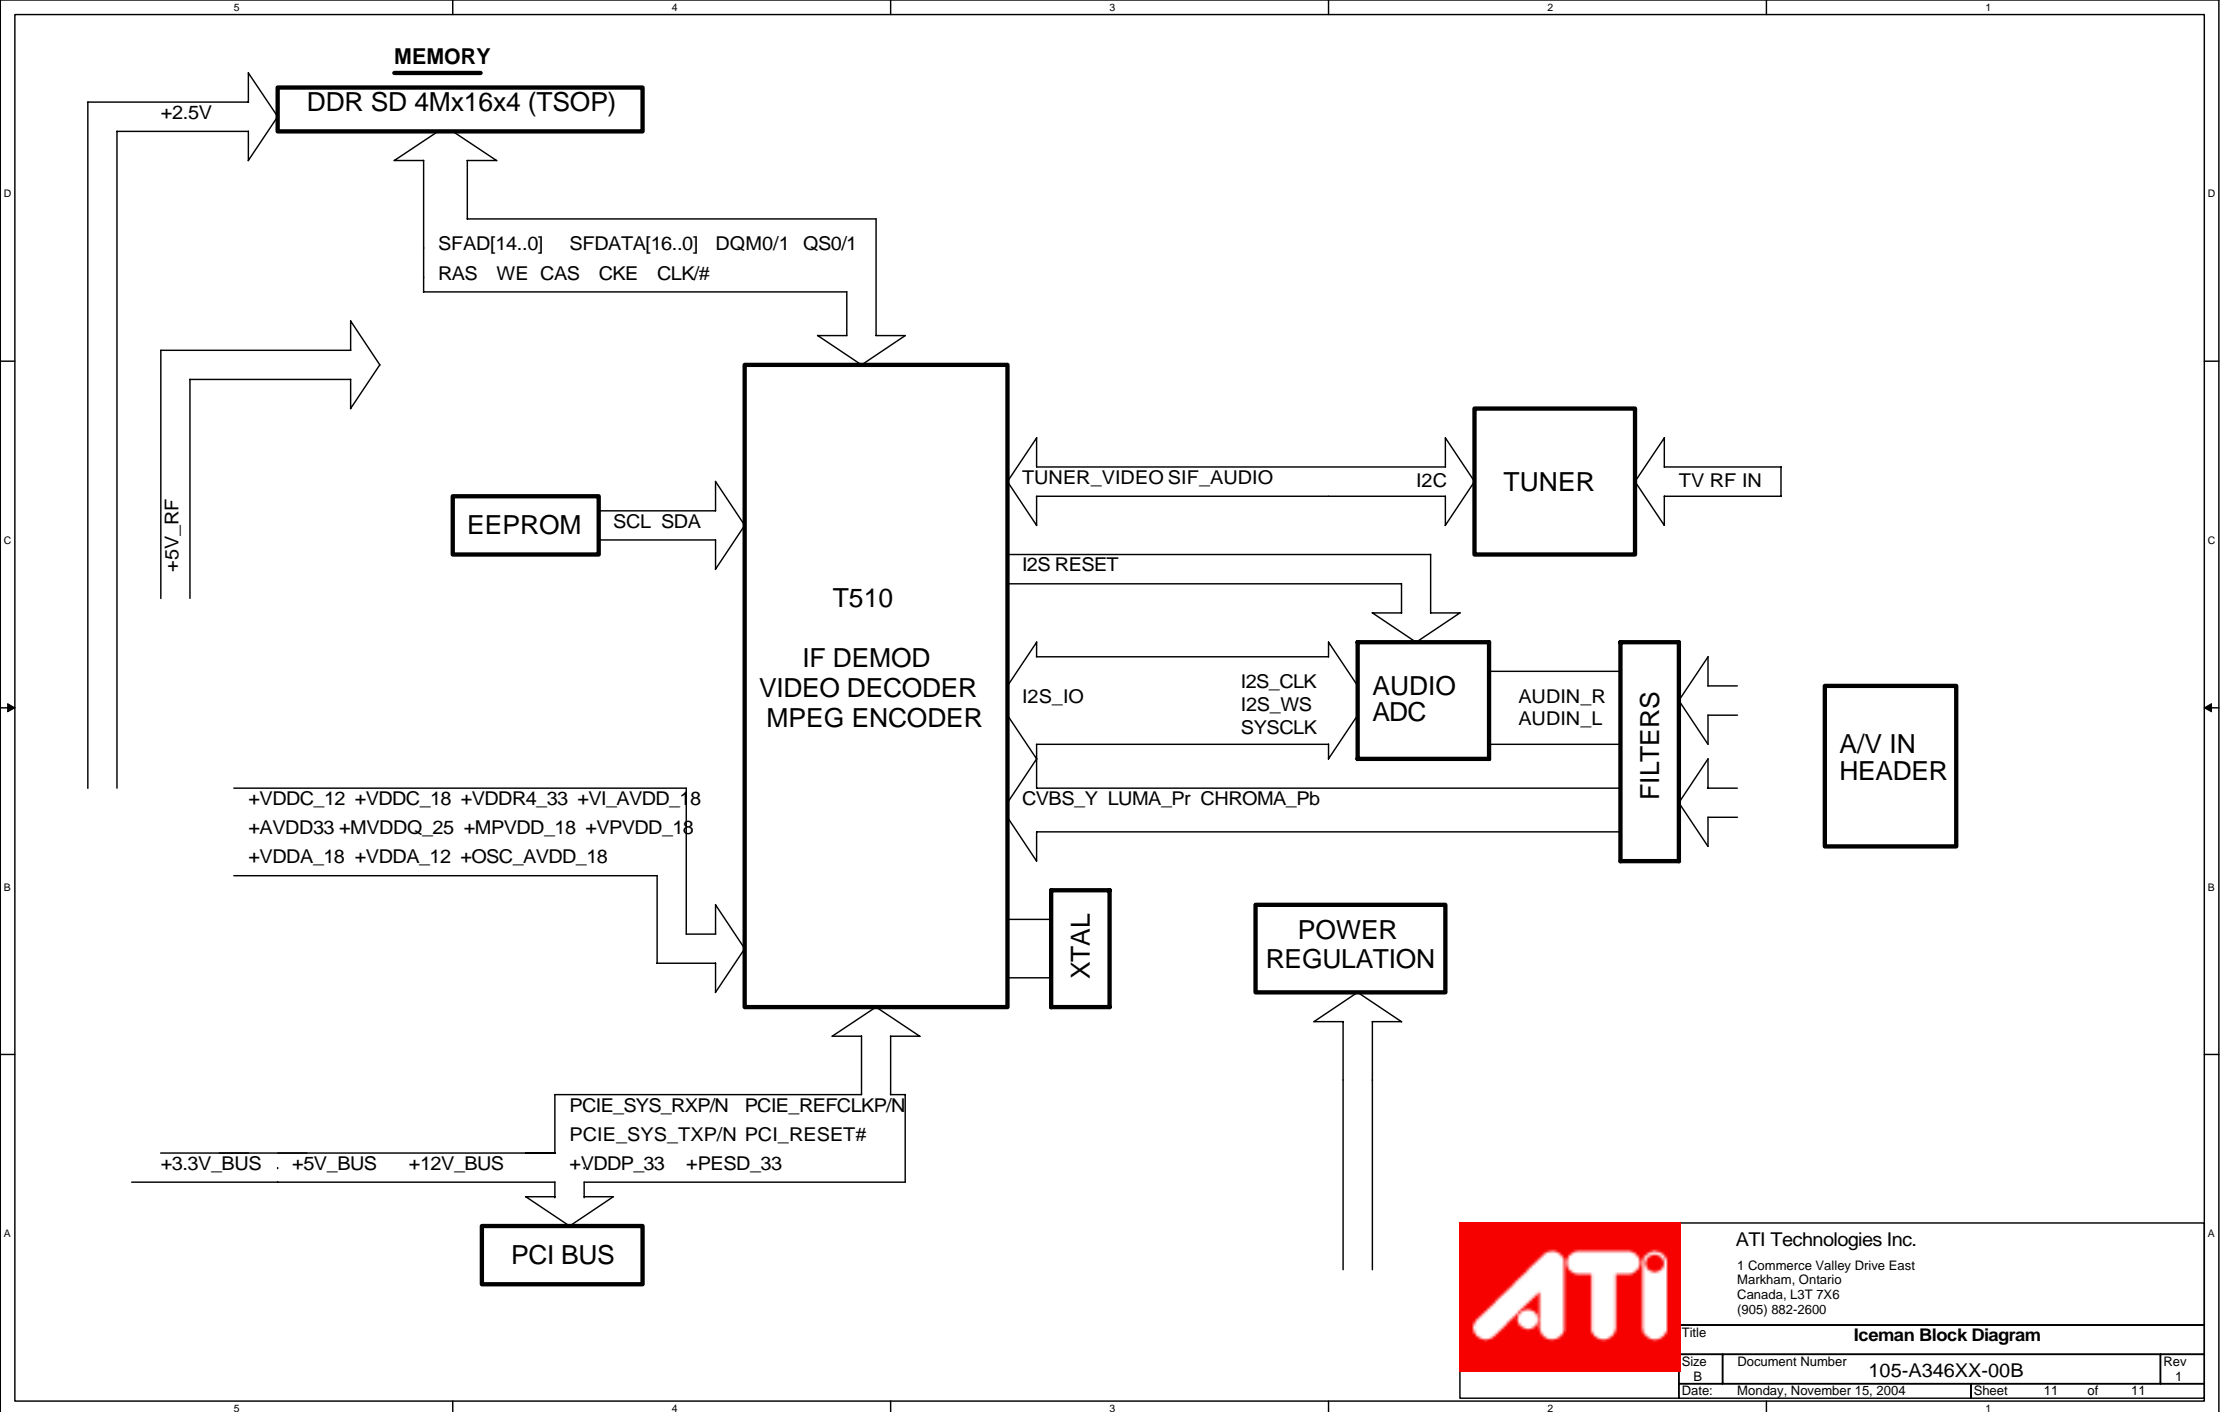 5 4 3 2 1
MEMORY
DDR SD 4Mx16x4 (TSOP)
+2.5V
D D
SFAD[14..0] SFDATA[16..0] DQM0/1 QS0/1
RAS WE CAS CKE CLK/#
+5V_RF
TUNER_VIDEO SIF_AUDIO I2C
TUNER
TV RF IN
EEPROM
SCL SDA
C C
I2S RESET
T510
IF DEMOD
VIDEO DECODER
MPEG ENCODER
I2S_IO
I2S_CLK
I2S_WS
SYSCLK
AUDIO
ADC
AUDIN_R
AUDIN_L
FILTERS
A/V IN
HEADER
CVBS_Y LUMA_Pr CHROMA_Pb
+VDDC_12 +VDDC_18 +VDDR4_33 +VI_AVDD_18
+AVDD33 +MVDDQ_25 +MPVDD_18 +VPVDD_18
+VDDA_18 +VDDA_12 +OSC_AVDD_18
B B
XTAL
POWER
REGULATION
PCIE_SYS_RXP/N PCIE_REFCLKP/N
PCIE_SYS_TXP/N PCI_RESET#
+3.3V_BUS . +5V_BUS +12V_BUS +VDDP_33 +PESD_33
A A
PCI BUS
ATI
ATI Technologies Inc.
1 Commerce Valley Drive East
Markham, Ontario
Canada, L3T 7X6
(905) 882-2600
Title
Iceman Block Diagram
Size Document Number Rev
B 105-A346XX-00B 1
Date: Monday, November 15, 2004 Sheet 11 of 11
5 4 3 2 1